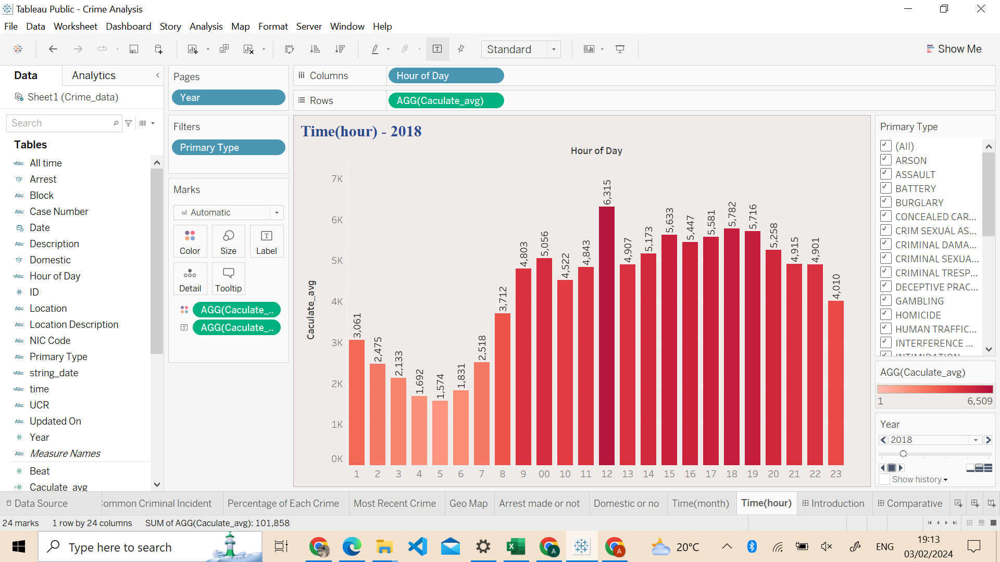 Tableau Public - Crime Analysis
File Data Worksheet Dashboard Story Analysis Map Format Server Window Help
Standard
Show Me
Data
Analytics
Sheet1 (Crime_data)
Search
Tables
All time
Arrest
Block
Case Number
Date
Description
Domestic
Hour of Day
ID
Location
Location Description
NIC Code
Primary Type
string_date
time
UCR
Updated On
Year
Measure Names
Beat
Caculate_avg
Pages
Year
Filters
Primary Type
Marks
Automatic
Color
Size
Label
Detail
Tooltip
AGG(Caculate_..
AGG(Caculate_..
Columns
Hour of Day
Rows
AGG(Caculate_avg)
Time(hour) - 2018
Hour of Day
Caculate_avg
7K
6K
5K
4K
3K
2K
1K
0K
3,061
2,475
2,133
1,692
1,574
1,831
2,518
3,712
4,803
5,056
4,522
4,843
6,315
4,907
5,173
5,633
5,447
5,581
5,782
5,716
5,258
4,915
4,901
4,010
1 2 3 4 5 6 7 8 9 00 10 11 12 13 14 15 16 17 18 19 20 21 22 23
Primary Type
(All)
ARSON
ASSAULT
BATTERY
BURGLARY
CONCEALED CAR...
CRIM SEXUAL AS...
CRIMINAL DAMA...
CRIMINAL SEXUA...
CRIMINAL TRESP...
DECEPTIVE PRAC...
GAMBLING
HOMICIDE
HUMAN TRAFFIC...
INTERFERENCE ...
INTIMIDATION
AGG(Caculate_avg)
1 6,509
Year
2018
Show history
Data Source
ommon Criminal Incident
Percentage of Each Crime
Most Recent Crime
Geo Map
Arrest made or not
Domestic or no
Time(month)
Time(hour)
Introduction
Comparative
24 marks 1 row by 24 columns SUM of AGG(Caculate_avg): 101,858
Type here to search
20°C
ENG
19:13
03/02/2024